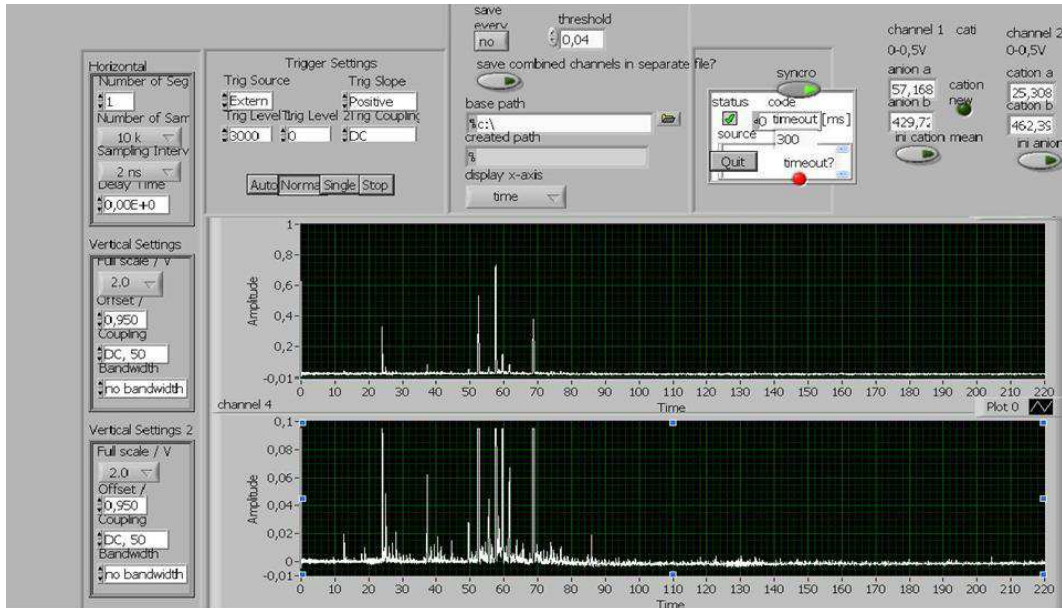 Horizontal
Number of Seg
1
Number of Sam
10 k
Sampling Interv
2 ns
Delay Time
0,00E+0
Vertical Settings
Full scale / V
2.0
Offset /
0,950
Coupling
DC, 50
Bandwidth
no bandwidth
Vertical Settings 2
Full scale / V
2.0
Offset /
0,950
Coupling
DC, 50
Bandwidth
no bandwidth
Trigger Settings
Trig Source
Trig Slope
Extern
Positive
Trig Level 1
Trig Level 2
Trig Coupling
3000
0
DC
Auto Norma Single Stop
save
every
no
threshold
0,04
save combined channels in separate file?
base path
c:\
created path
display x-axis
time
syncro
status
code
timeout [ms]
source
300
Quit
timeout?
channel 1
cati
channel 2
0-0,5V
0-0,5V
anion a
cation a
57,168
cation
25,308
anion b
new
cation b
429,72
462,39
ini cation mean
ini anion
1
0,8
0,6
0,4
0,2
-0,01
Amplitude
0 10 20 30 40 50 60 70 80 90 100 110 120 130 140 150 160 170 180 190 200 210 220
Time
channel 4
Plot 0
0,1
0,08
0,06
0,04
0,02
0
-0,01
Amplitude
0 10 20 30 40 50 60 70 80 90 100 110 120 130 140 150 160 170 180 190 200 210 220
Time